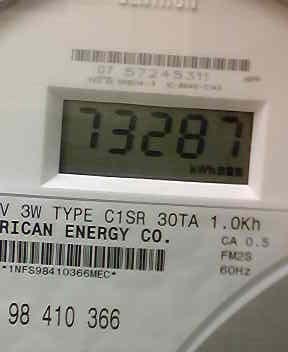 07 57245311
73287
kWh
V 3W TYPE C1SR 30TA 1.0Kh
RICAN ENERGY CO.
CA 0.5
FM2S
60Hz
*1NFS98410366MEC*
98 410 366